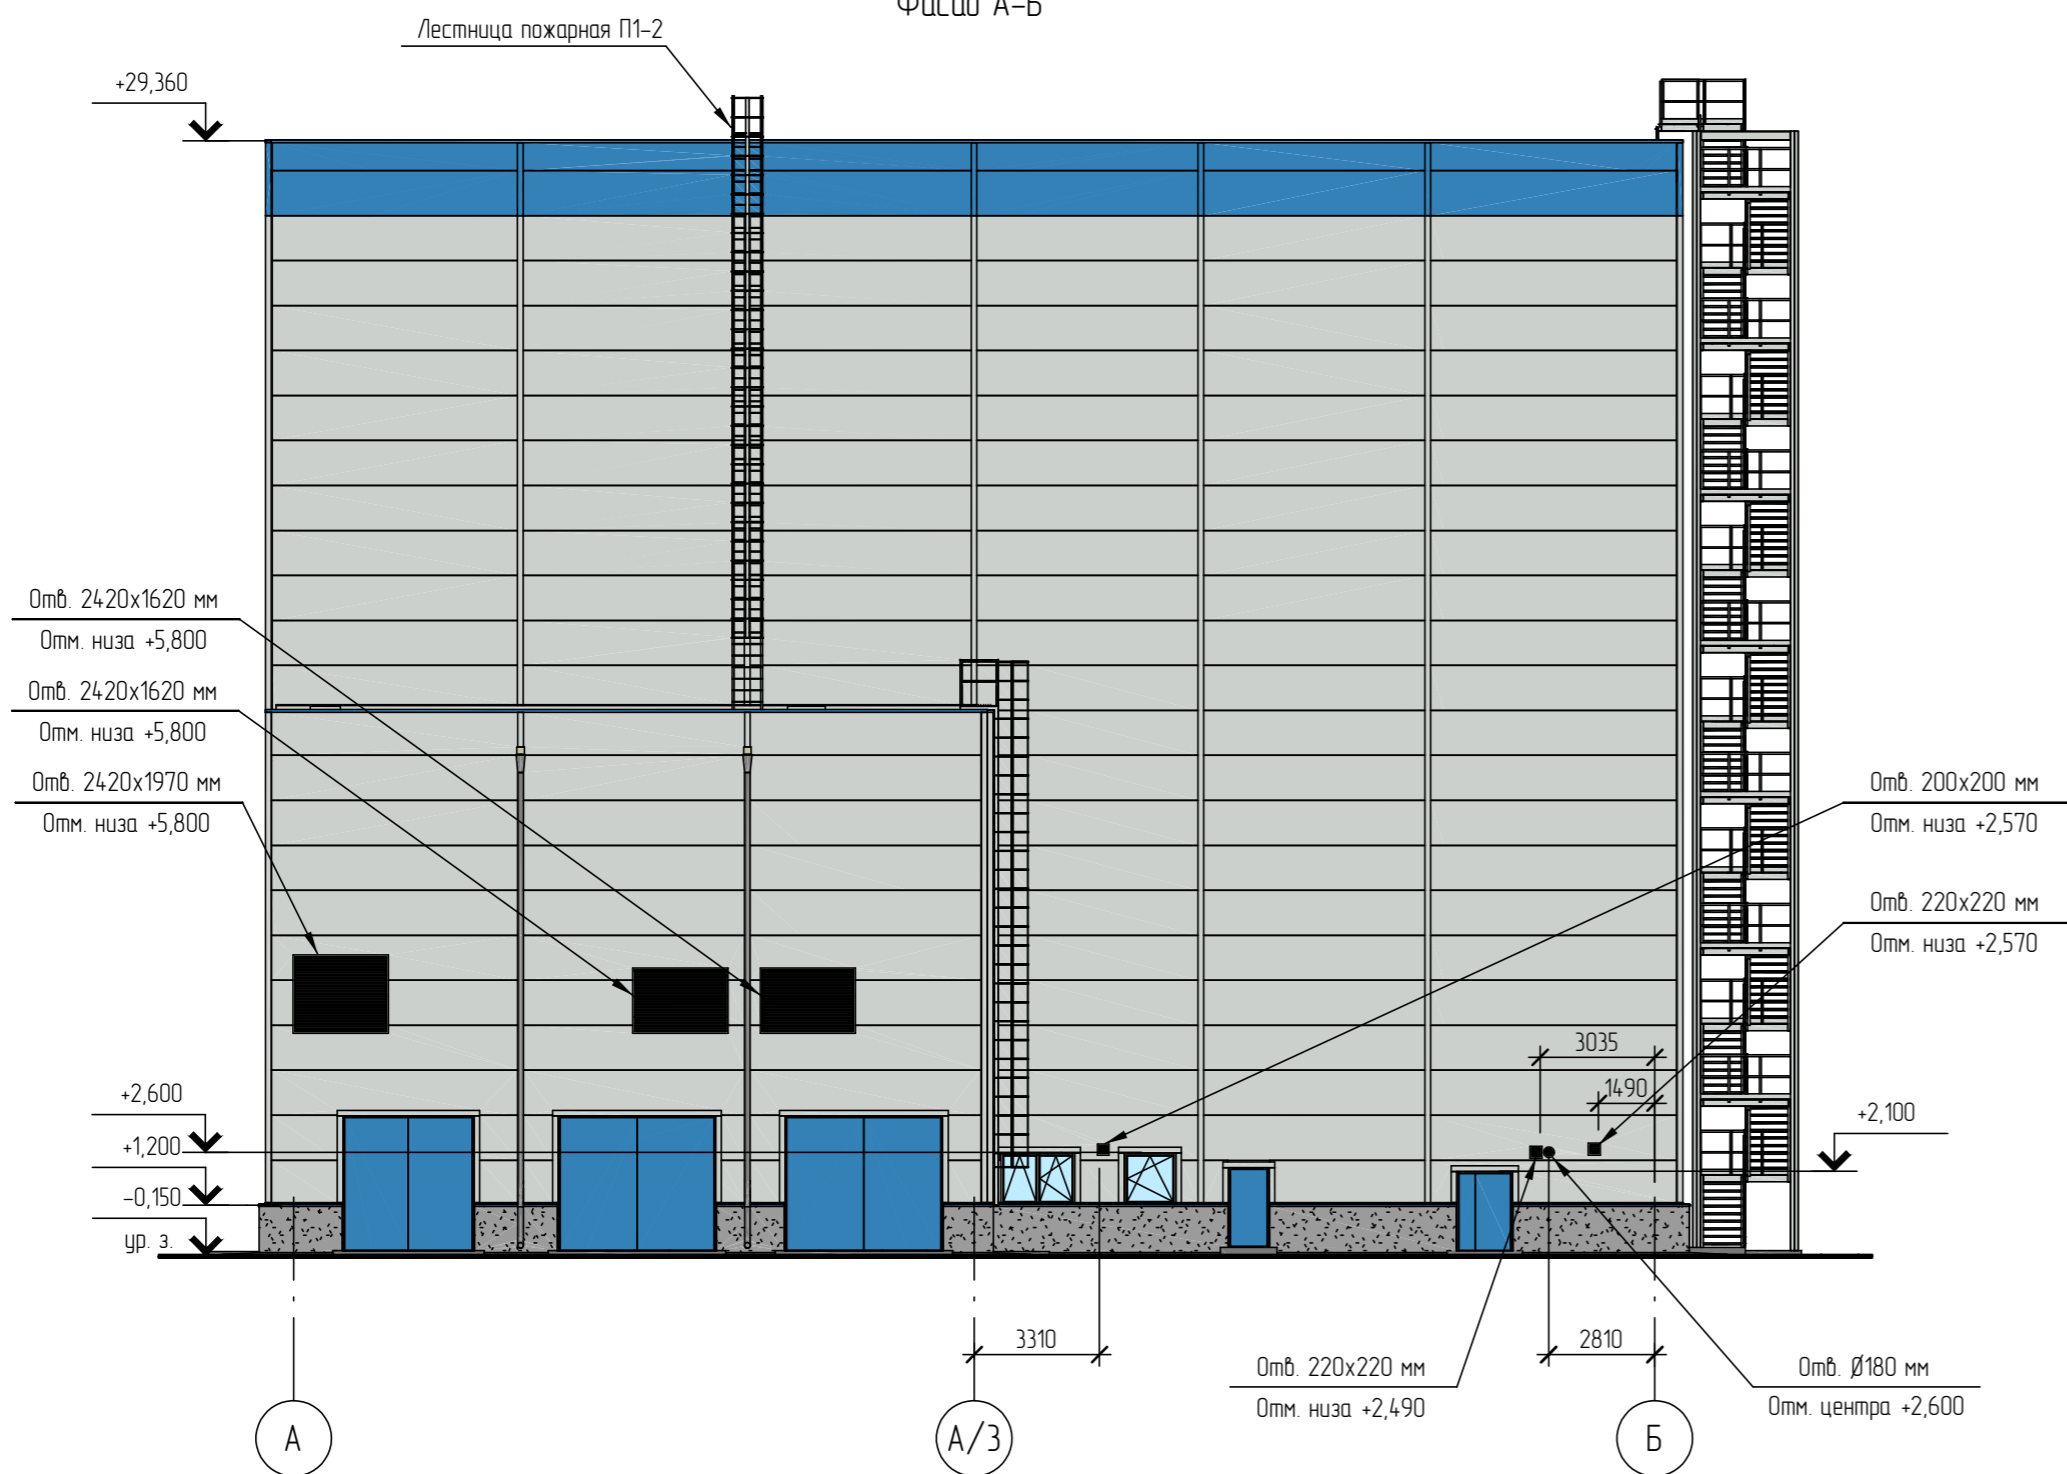 Фасад А-Б
Лестница пожарная П1-2
+29,360
Отв. 2420х1620 мм
Отм. низа +5,800
Отв. 2420х1620 мм
Отм. низа +5,800
Отв. 2420х1970 мм
Отм. низа +5,800
Отв. 200х200 мм
Отм. низа +2,570
Отв. 220х220 мм
Отм. низа +2,570
3035
1490
+2,600
+2,100
+1,200
-0,150
ур. з.
3310
2810
Отв. 220х220 мм
Отм. низа +2,490
Отв. Ø180 мм
Отм. центра +2,600
А
А/3
Б